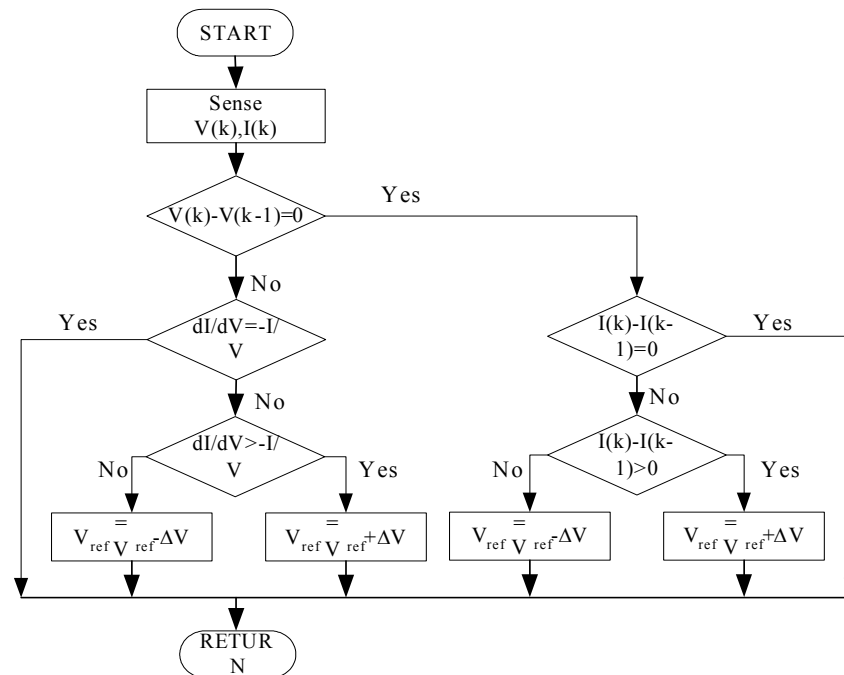 START
Sense
V(k),I(k)
Yes
V(k)-V(k-1)=0
No
Yes
dI/dV=-I/
V
I(k)-I(k-
1)=0
Yes
No
No
dI/dV>-I/
V
I(k)-I(k-
1)>0
No
Yes
No
Yes
=
Vref V ref-ΔV
=
Vref V ref+ΔV
=
Vref V ref-ΔV
=
Vref V ref+ΔV
RETUR
N